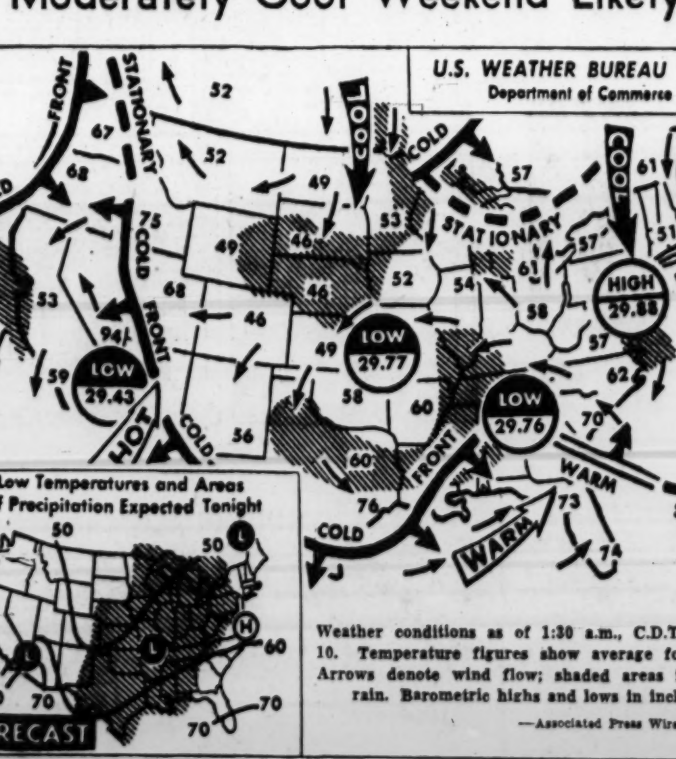 Moderately Cool Weekend Likely
U.S. WEATHER BUREAU
Department of Commerce
FRONT
STATIONARY
52
COOL
COLD
67
68
52
49
57
COOL
61
75
COLD
53
STATIONARY
51
49
46
57
61
53
68
46
52
54
HIGH
29.88
58
FRONT
46
94
49
LOW
29.77
57
LOW
29.43
59
58
60
LOW
29.76
62
70
HOT
COLD
56
60
FRONT
WARM
76
73
COLD
WARM
74
Low Temperatures and Areas
f Precipitation Expected Tonight
50
50
L
H
60
L
L
70
70
70
RECAST
Weather conditions as of 1:30 a.m., C.D.T
10. Temperature figures show average fo
Arrows denote wind flow; shaded areas
rain. Barometric highs and lows in incl
—Associated Press Wire